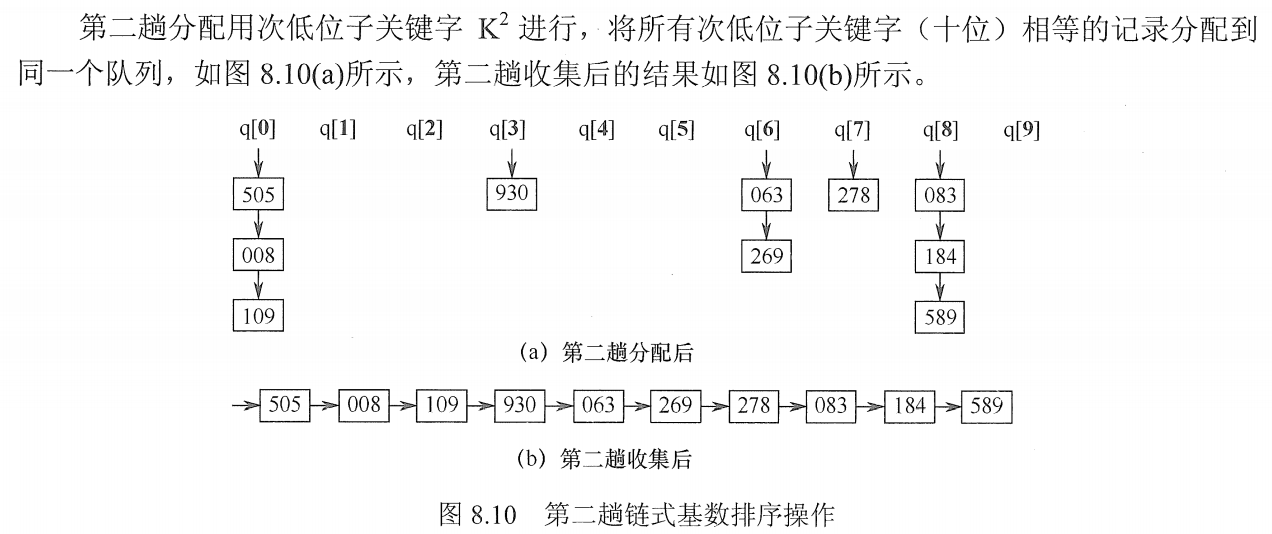 第二趟分配用次低位子关键字 K² 进行，将所有次低位子关键字（十位）相等的记录分配到
同一个队列，如图 8.10(a)所示，第二趟收集后的结果如图 8.10(b)所示。
q[0] q[1] q[2] q[3] q[4] q[5] q[6] q[7] q[8] q[9]
505 930 063 278 083
008 269 184
109 589
(a) 第二趟分配后
505 008 109 930 063 269 278 083 184 589
(b) 第二趟收集后
图 8.10 第二趟链式基数排序操作